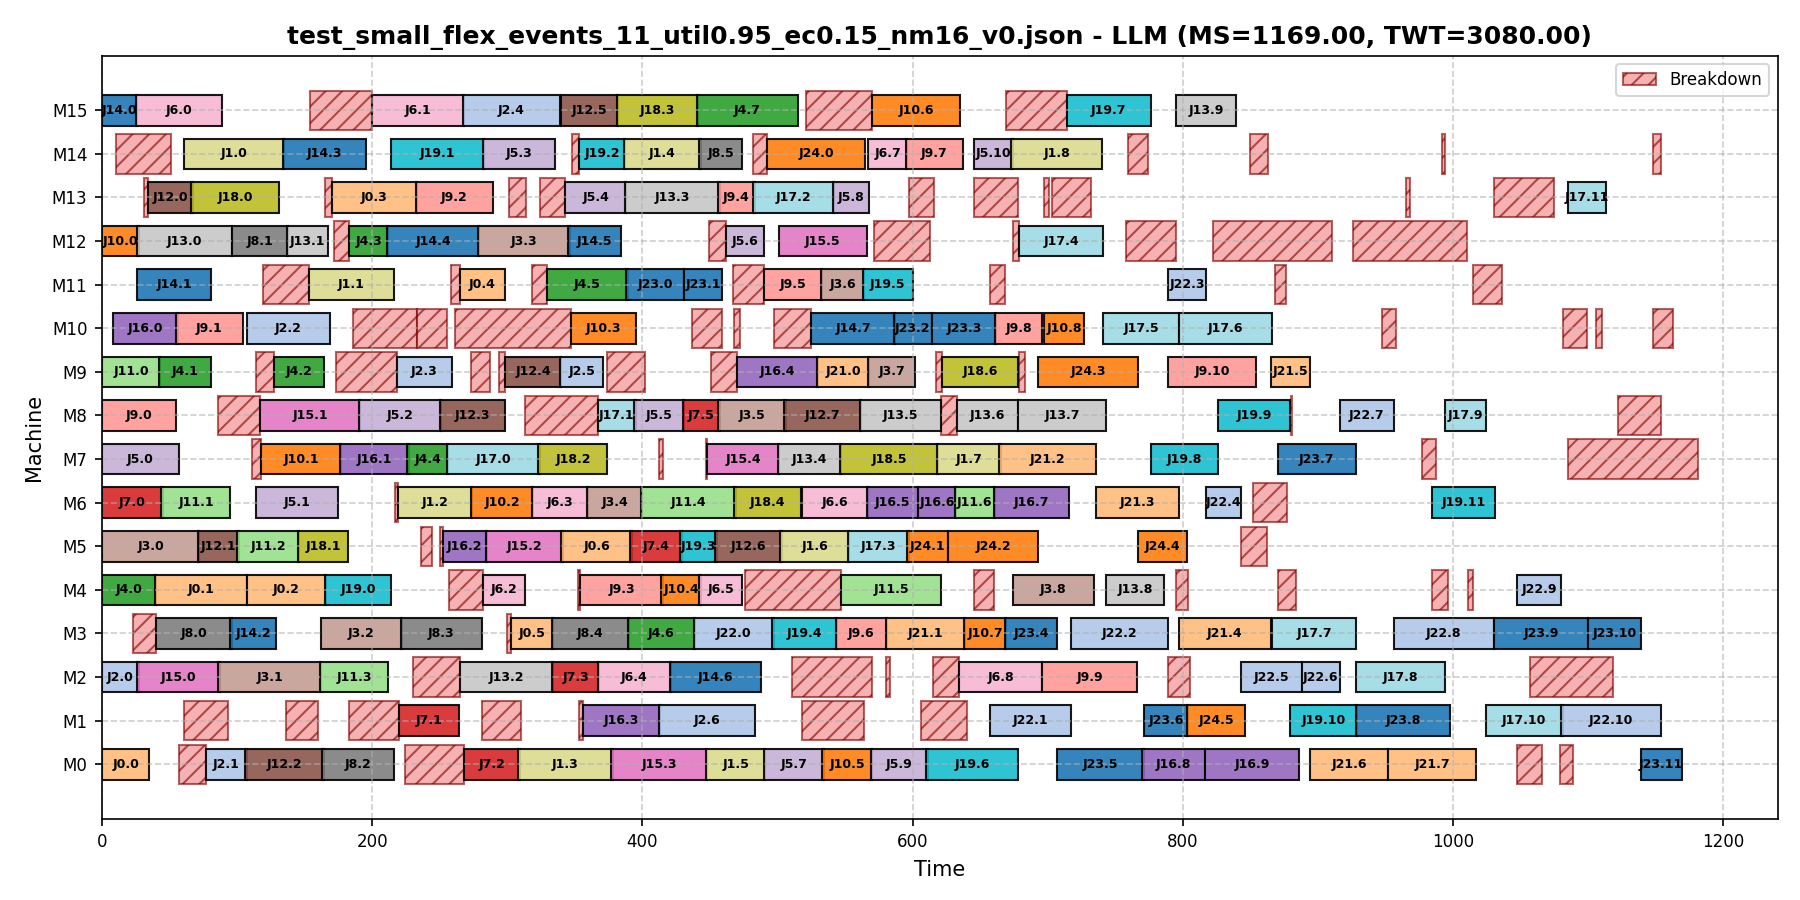 test_small_flex_events_11_util0.95_ec0.15_nm16_v0.json - LLM (MS=1169.00, TWT=3080.00)
Breakdown
Machine
M15 J14.0 J6.0 J6.1 J2.4 J12.5 J18.3 J4.7 J10.6 J19.7 J13.9
M14 J1.0 J14.3 J19.1 J5.3 J19.2 J1.4 J8.5 J24.0 J6.7 J9.7 J5.10 J1.8
M13 J12.0 J18.0 J0.3 J9.2 J5.4 J13.3 J9.4 J17.2 J5.8 J17.11
M12 J10.0 J13.0 J8.1 J13.1 J4.3 J14.4 J3.3 J14.5 J5.6 J15.5 J17.4
M11 J14.1 J1.1 J0.4 J4.5 J23.0 J23.1 J9.5 J3.6 J19.5 J22.3
M10 J16.0 J9.1 J2.2 J10.3 J14.7 J23.2 J23.3 J9.8 J10.8 J17.5 J17.6
M9 J11.0 J4.1 J4.2 J2.3 J12.4 J2.5 J16.4 J21.0 J3.7 J18.6 J24.3 J9.10 J21.5
M8 J9.0 J15.1 J5.2 J12.3 J17.1 J5.5 J7.5 J3.5 J12.7 J13.5 J13.6 J13.7 J19.9 J22.7 J17.9
M7 J5.0 J10.1 J16.1 J4.4 J17.0 J18.2 J15.4 J13.4 J18.5 J1.7 J21.2 J19.8 J23.7
M6 J7.0 J11.1 J5.1 J1.2 J10.2 J6.3 J3.4 J11.4 J18.4 J6.6 J16.5 J16.6 J11.6 J16.7 J21.3 J22.4 J19.11
M5 J3.0 J12.1 J11.2 J18.1 J16.2 J15.2 J0.6 J7.4 J19.3 J12.6 J1.6 J17.3 J24.1 J24.2 J24.4
M4 J4.0 J0.1 J0.2 J19.0 J6.2 J9.3 J10.4 J6.5 J11.5 J3.8 J13.8 J22.9
M3 J8.0 J14.2 J3.2 J8.3 J0.5 J8.4 J4.6 J22.0 J19.4 J9.6 J21.1 J10.7 J23.4 J22.2 J21.4 J17.7 J22.8 J23.9 J23.10
M2 J2.0 J15.0 J3.1 J11.3 J13.2 J7.3 J6.4 J14.6 J6.8 J9.9 J22.5 J22.6 J17.8
M1 J7.1 J16.3 J2.6 J22.1 J23.6 J24.5 J19.10 J23.8 J17.10 J22.10
M0 J0.0 J2.1 J12.2 J8.2 J7.2 J1.3 J15.3 J1.5 J5.7 J10.5 J5.9 J19.6 J23.5 J16.8 J16.9 J21.6 J21.7 J23.11
0 200 400 600 800 1000 1200
Time